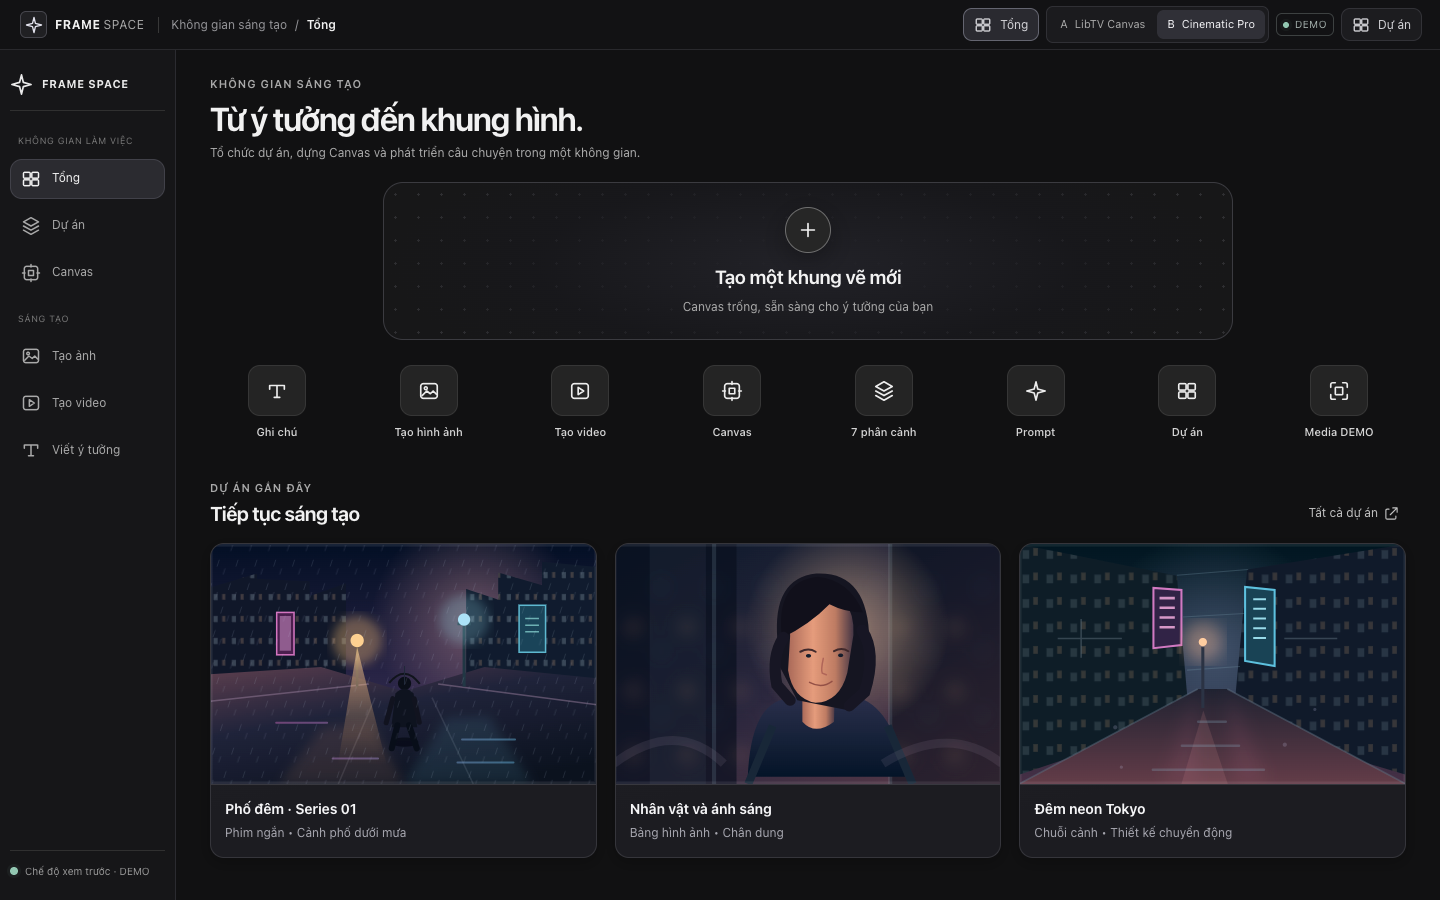 FRAME SPACE
Không gian sáng tạo / Tổng
Tổng
A LibTV Canvas
B Cinematic Pro
DEMO
Dự án
FRAME SPACE
KHÔNG GIAN LÀM VIỆC
Tổng
Dự án
Canvas
SÁNG TẠO
Tạo ảnh
Tạo video
Viết ý tưởng
Chế độ xem trước · DEMO
KHÔNG GIAN SÁNG TẠO
Từ ý tưởng đến khung hình.
Tổ chức dự án, dựng Canvas và phát triển câu chuyện trong một không gian.
Tạo một khung vẽ mới
Canvas trống, sẵn sàng cho ý tưởng của bạn
Ghi chú
Tạo hình ảnh
Tạo video
Canvas
7 phân cảnh
Prompt
Dự án
Media DEMO
DỰ ÁN GẦN ĐÂY
Tiếp tục sáng tạo
Tất cả dự án
Phố đêm · Series 01
Phim ngắn • Cảnh phố dưới mưa
Nhân vật và ánh sáng
Bảng hình ảnh • Chân dung
Đêm neon Tokyo
Chuỗi cảnh • Thiết kế chuyển động